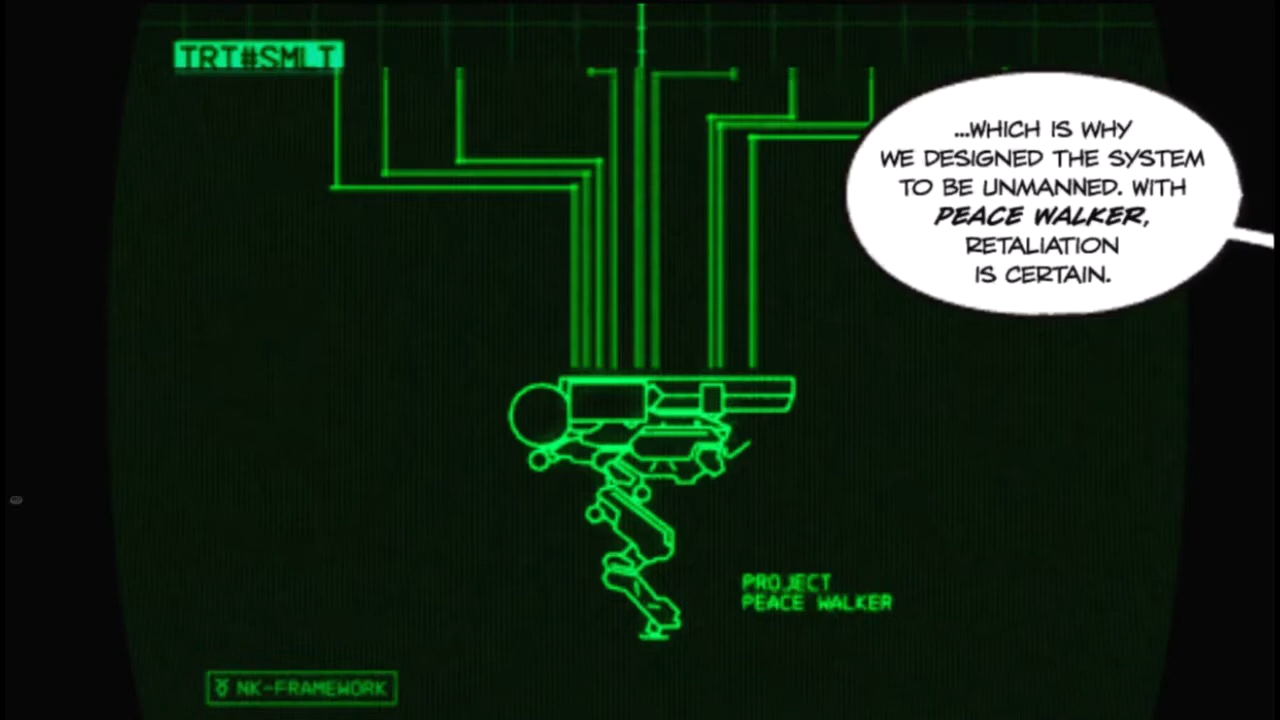 TRT#SMLT
...WHICH IS WHY
WE DESIGNED THE SYSTEM
TO BE UNMANNED. WITH
PEACE WALKER,
RETALIATION
IS CERTAIN.
PROJECT
PEACE WALKER
NK-FRAMEWORK